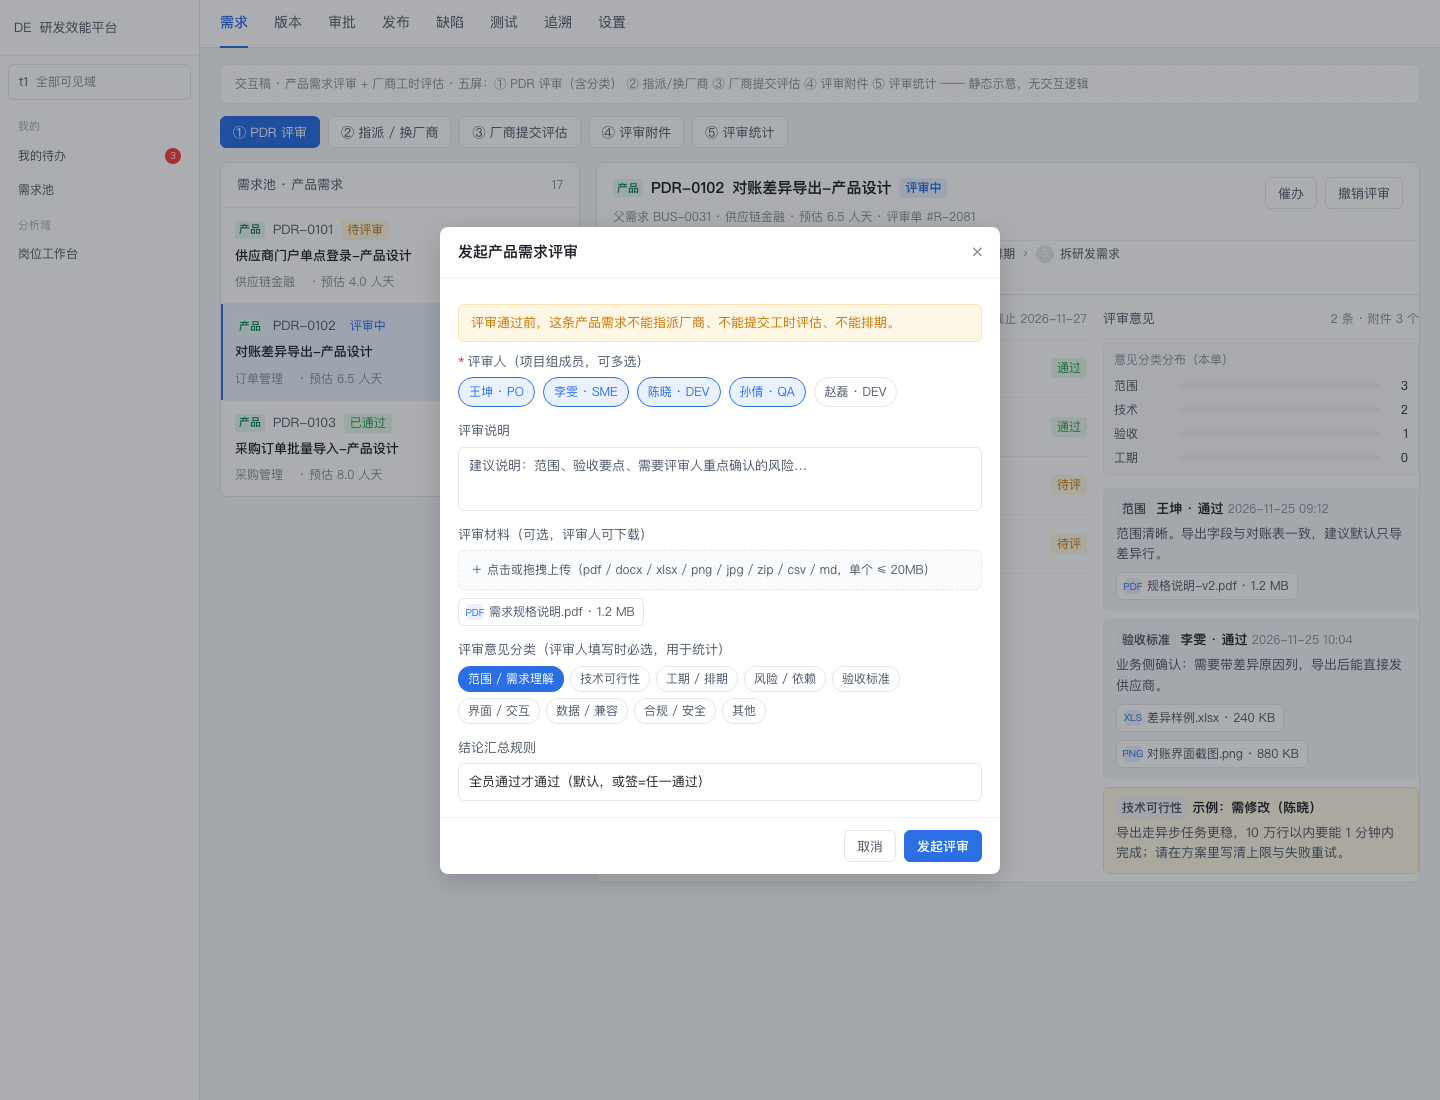 DE 研发效能平台
t1 全部可见域
我的
我的待办 3
需求池
分析域
岗位工作台
需求 版本 审批 发布 缺陷 测试 追溯 设置
交互稿 · 产品需求评审 + 厂商工时评估 · 五屏：① PDR 评审（含分类） ② 指派/换厂商 ③ 厂商提交评估 ④ 评审附件 ⑤ 评审统计 —— 静态示意，无交互逻辑
① PDR 评审 ② 指派 / 换厂商 ③ 厂商提交评估 ④ 评审附件 ⑤ 评审统计
需求池 · 产品需求 17
产品 PDR-0101 待评审
供应商门户单点登录-产品设计
供应链金融 · 预估 4.0 人天
产品 PDR-0102 评审中
对账差异导出-产品设计
订单管理 · 预估 6.5 人天
产品 PDR-0103 已通过
采购订单批量导入-产品设计
采购管理 · 预估 8.0 人天
产品 PDR-0102 对账差异导出-产品设计 评审中
催办 撤销评审
父需求 BUS-0031 · 供应链金融 · 预估 6.5 人天 · 评审单 #R-2081
期 › 拆研发需求
止 2026-11-27
通过
通过
待评
待评
评审意见 2 条 · 附件 3 个
意见分类分布（本单）
范围 3
技术 2
验收 1
工期 0
范围 王坤 · 通过 2026-11-25 09:12
范围清晰。导出字段与对账表一致，建议默认只导
差异行。
PDF 规格说明-v2.pdf · 1.2 MB
验收标准 李雯 · 通过 2026-11-25 10:04
业务侧确认：需要带差异原因列，导出后能直接发
供应商。
XLS 差异样例.xlsx · 240 KB
PNG 对账界面截图.png · 880 KB
技术可行性 示例：需修改（陈晓）
导出走异步任务更稳，10 万行以内要能 1 分钟内
完成；请在方案里写清上限与失败重试。
发起产品需求评审 ×
评审通过前，这条产品需求不能指派厂商、不能提交工时评估、不能排期。
* 评审人（项目组成员，可多选）
王坤 · PO 李雯 · SME 陈晓 · DEV 孙倩 · QA 赵磊 · DEV
评审说明
建议说明：范围、验收要点、需要评审人重点确认的风险…
评审材料（可选，评审人可下载）
+ 点击或拖拽上传（pdf / docx / xlsx / png / jpg / zip / csv / md，单个 ≤ 20MB）
PDF 需求规格说明.pdf · 1.2 MB
评审意见分类（评审人填写时必选，用于统计）
范围 / 需求理解 技术可行性 工期 / 排期 风险 / 依赖 验收标准
界面 / 交互 数据 / 兼容 合规 / 安全 其他
结论汇总规则
全员通过才通过（默认，或签=任一通过）
取消 发起评审